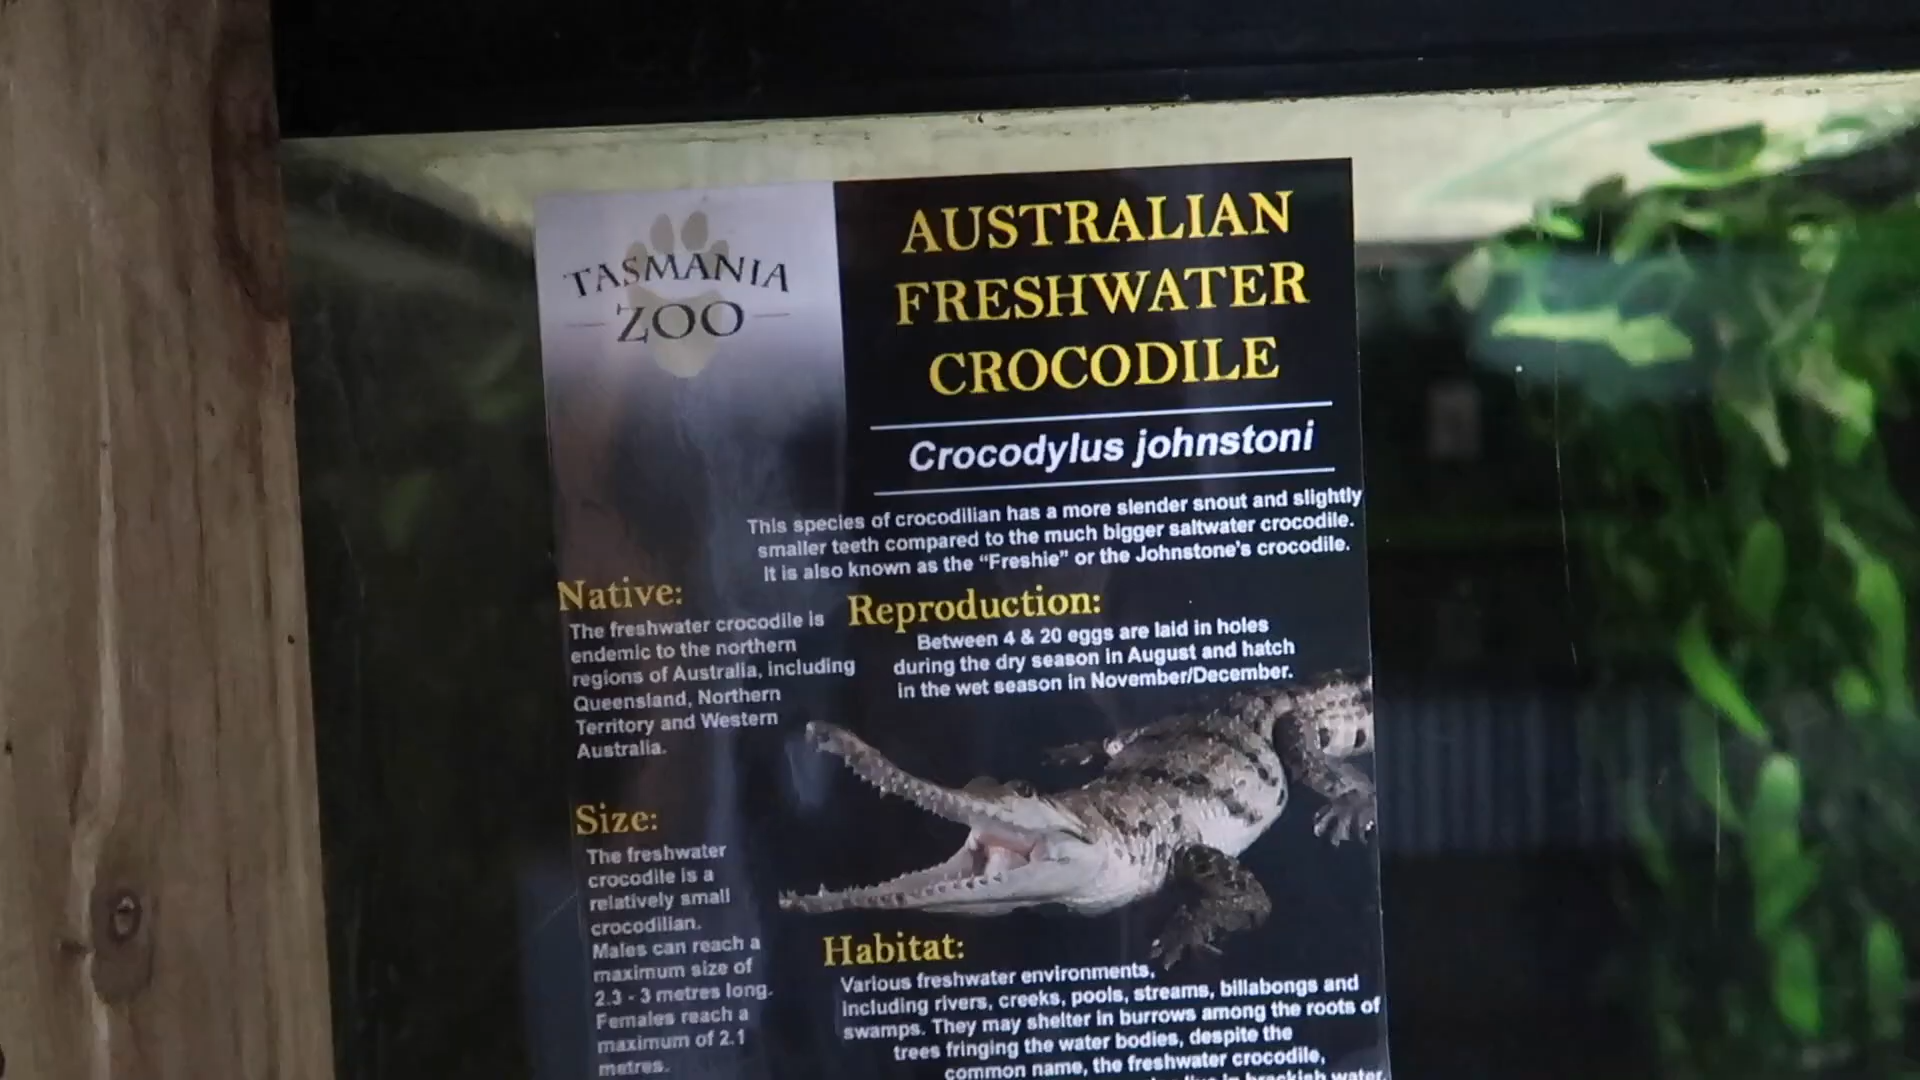 TASMANIA
ZOO
AUSTRALIAN
FRESHWATER
CROCODILE
Crocodylus johnstoni
This species of crocodilian has a more slender snout and slightly
smaller teeth compared to the much bigger saltwater crocodile.
It is also known as the “Freshie” or the Johnstone's crocodile.
Native:
The freshwater crocodile is
endemic to the northern
regions of Australia, including
Queensland, Northern
Territory and Western
Australia.
Reproduction:
Between 4 & 20 eggs are laid in holes
during the dry season in August and hatch
in the wet season in November/December.
Size:
The freshwater
crocodile is a
relatively small
crocodilian.
Males can reach a
maximum size of
2.3 - 3 metres long.
Females reach a
maximum of 2.1
metres.
Habitat:
Various freshwater environments,
including rivers, creeks, pools, streams, billabongs and
swamps. They may shelter in burrows among the roots of
trees fringing the water bodies, despite the
common name, the freshwater crocodile,
in brackish water.